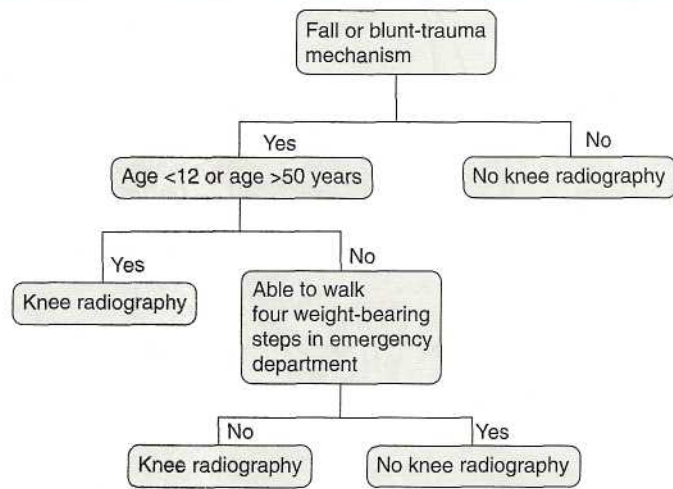 Fall or blunt-trauma
mechanism
Yes
No
Age <12 or age >50 years
No knee radiography
Yes
No
Knee radiography
Able to walk
four weight-bearing
steps in emergency
department
No
Yes
Knee radiography
No knee radiography